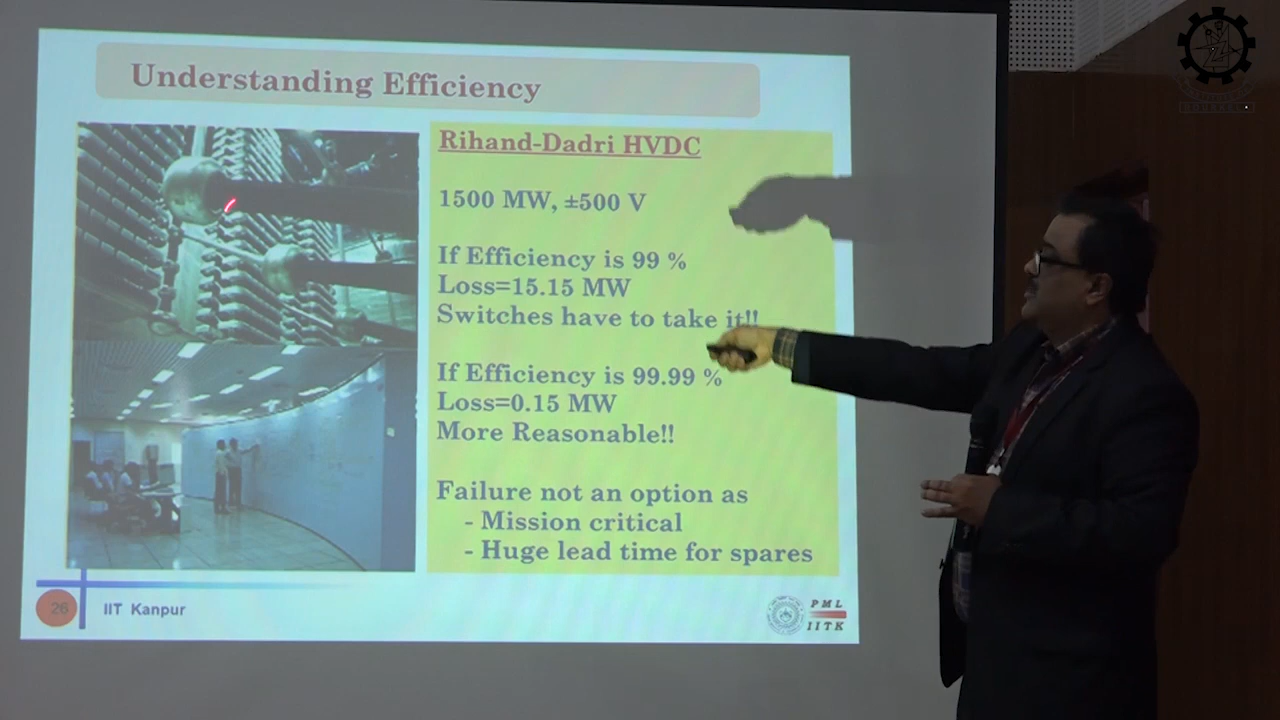 Understanding Efficiency
Rihand-Dadri HVDC
1500 MW, ±500 V
If Efficiency is 99 %
Loss=15.15 MW
Switches have to take it!!
If Efficiency is 99.99 %
Loss=0.15 MW
More Reasonable!!
Failure not an option as
- Mission critical
- Huge lead time for spares
26
IIT Kanpur
PML
IITK